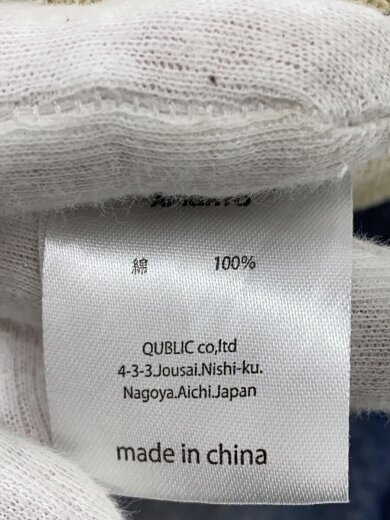 綿 100%
QUBLIC co,ltd
4-3-3.Jousai.Nishi-ku.
Nagoya.Aichi.Japan
made in china